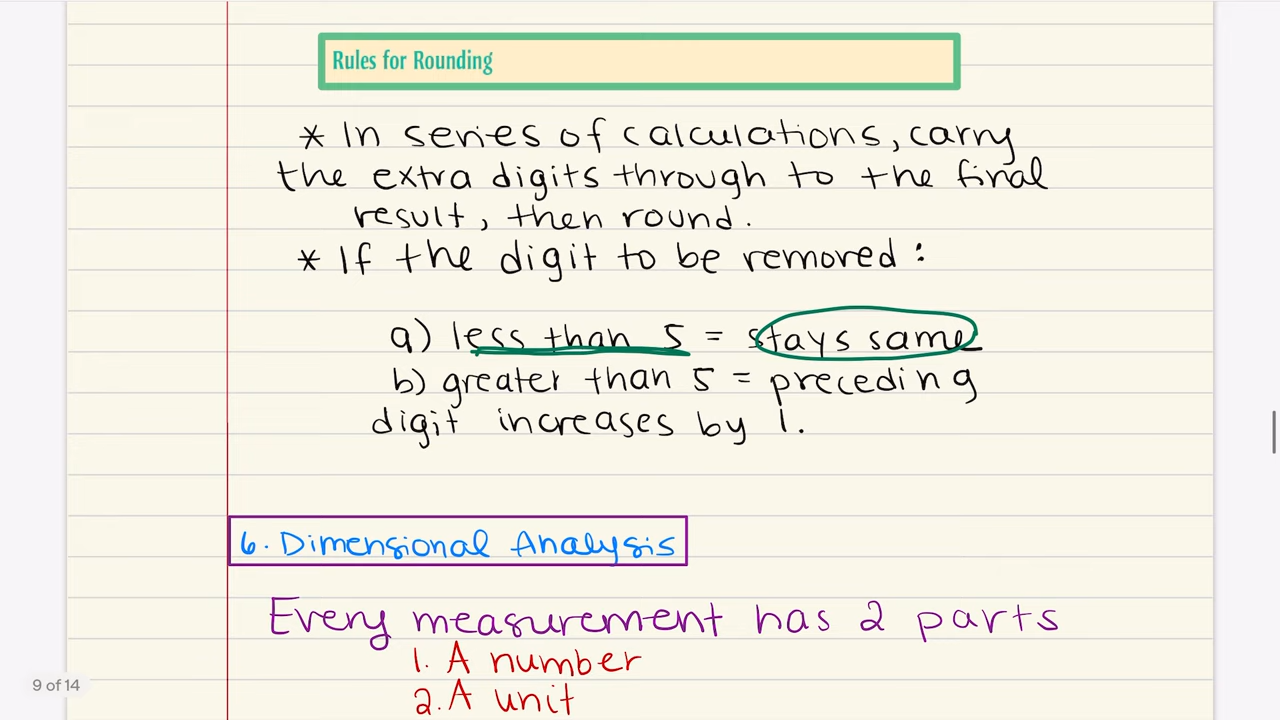 Rules for Rounding
* In series of calculations, carry
the extra digits through to the final
result, then round.
* If the digit to be removed :
a) less than 5 = stays same
b) greater than 5 = preceding
digit increases by 1.
6. Dimensional Analysis
Every measurement has 2 parts
1. A number
2. A unit
9 of 14